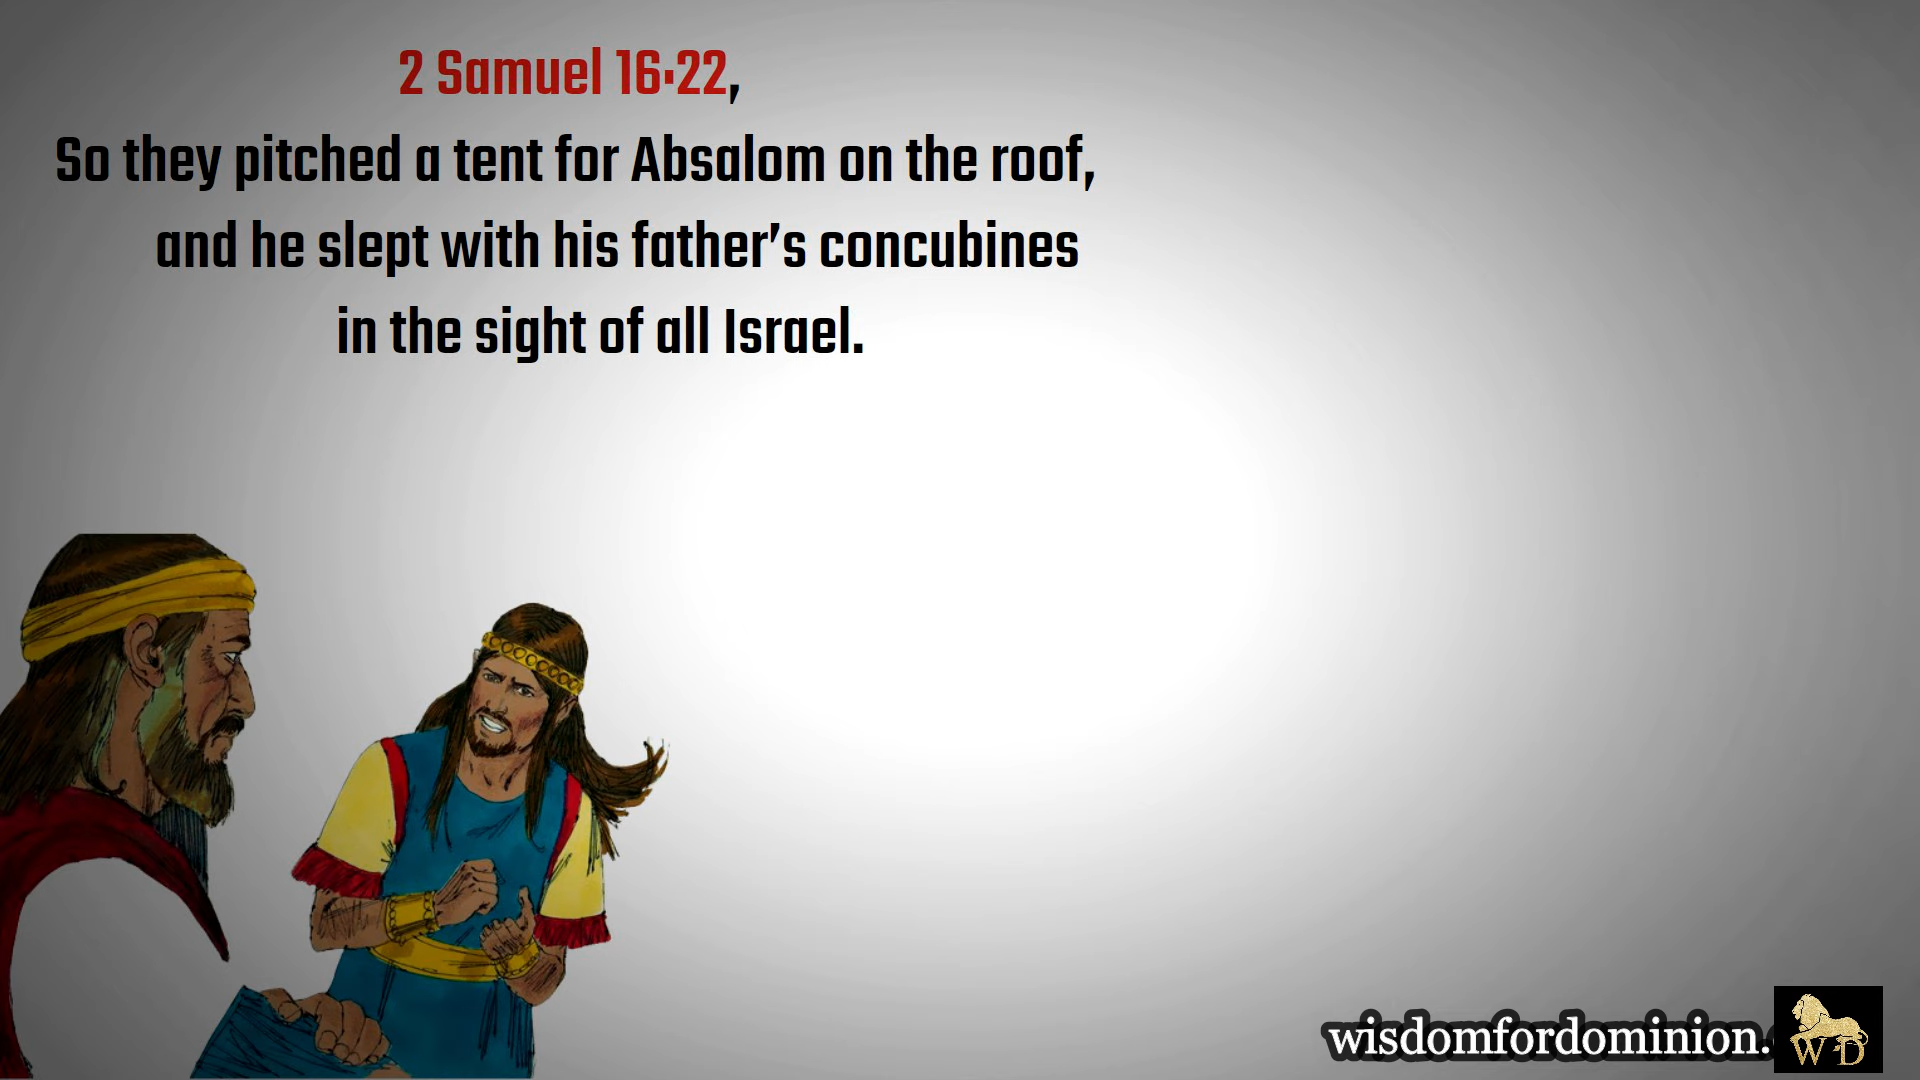 2 Samuel 16:22,
So they pitched a tent for Absalom on the roof,
and he slept with his father’s concubines
in the sight of all Israel.
wisdomfordominion.
W D